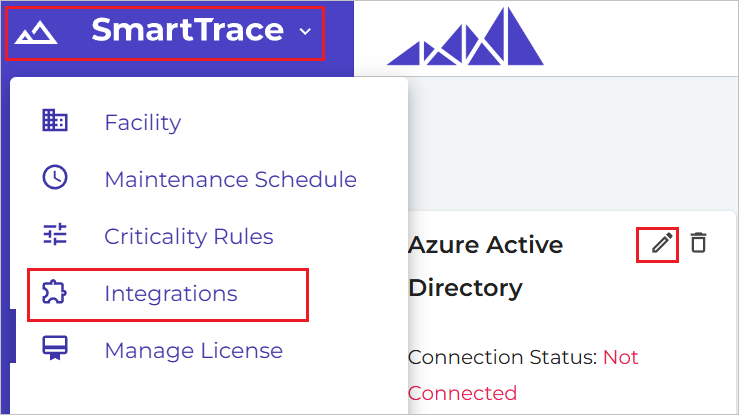 SmartTrace
Facility
Maintenance Schedule
Criticality Rules
Integrations
Manage License
Azure Active
Directory
Connection Status: Not
Connected